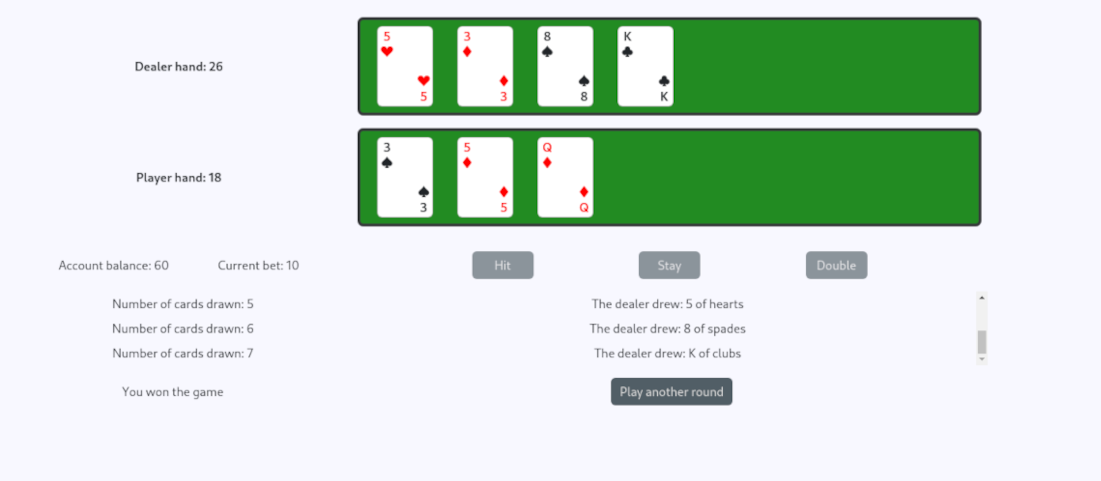 5 3 8 K
Dealer hand: 26
5 3 8 K
3 5 Q
Player hand: 18
3 5 Q
Account balance: 60 Current bet: 10 Hit Stay Double
Number of cards drawn: 5 The dealer drew: 5 of hearts
Number of cards drawn: 6 The dealer drew: 8 of spades
Number of cards drawn: 7 The dealer drew: K of clubs
You won the game Play another round